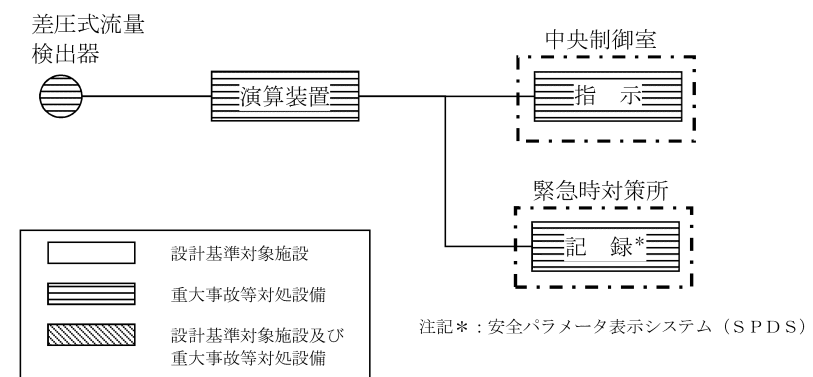 差圧式流量
検出器
演算装置
中央制御室
指　示
緊急時対策所
記　録*
設計基準対象施設
重大事故等対処設備
設計基準対象施設及び
重大事故等対処設備
注記＊：安全パラメータ表示システム（ＳＰＤＳ）